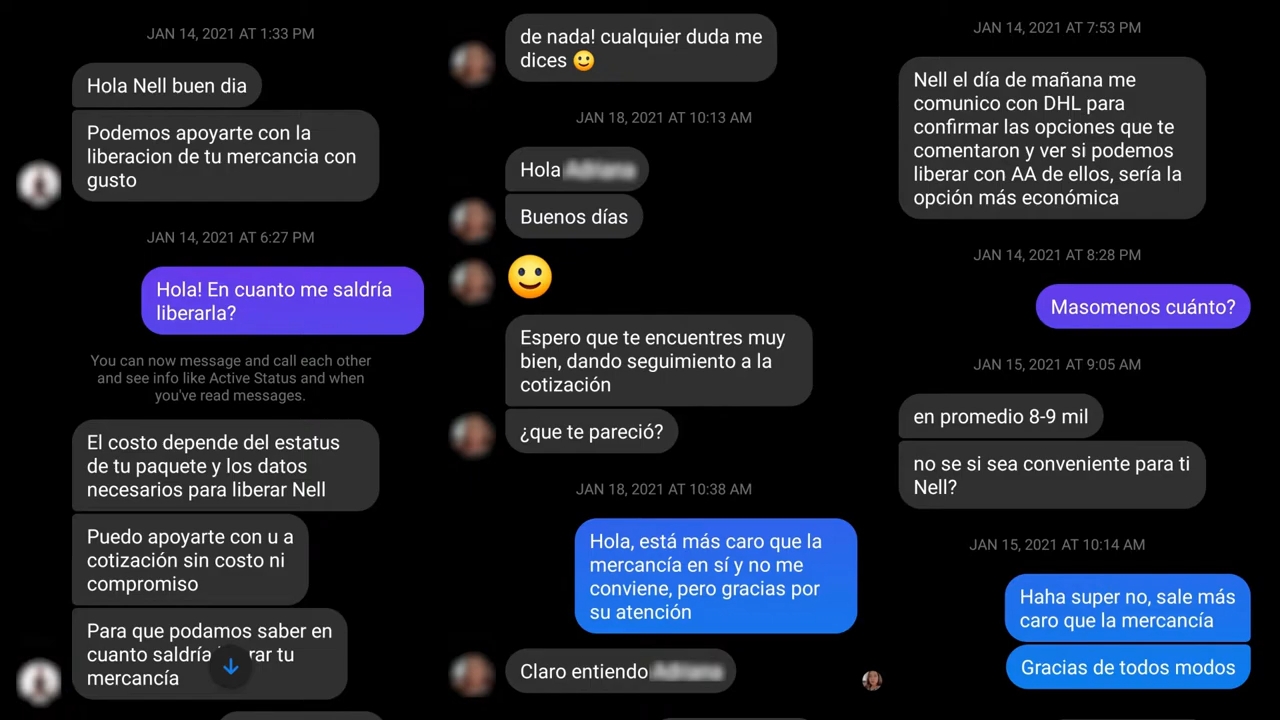 JAN 14, 2021 AT 1:33 PM
Hola Nell buen dia
Podemos apoyarte con la
liberacion de tu mercancia con
gusto
JAN 14, 2021 AT 6:27 PM
Hola! En cuanto me saldría
liberarla?
You can now message and call each other
and see info like Active Status and when
you've read messages.
El costo depende del estatus
de tu paquete y los datos
necesarios para liberar Nell
Puedo apoyarte con u a
cotización sin costo ni
compromiso
Para que podamos saber en
cuanto saldría
mercancía
de nada! cualquier duda me
dices 🙂
JAN 18, 2021 AT 10:13 AM
Hola
Buenos días
🙂
Espero que te encuentres muy
bien, dando seguimiento a la
cotización
¿que te pareció?
JAN 18, 2021 AT 10:38 AM
Hola, está más caro que la
mercancía en sí y no me
conviene, pero gracias por
su atención
Claro entiendo
JAN 14, 2021 AT 7:53 PM
Nell el día de mañana me
comunico con DHL para
confirmar las opciones que te
comentaron y ver si podemos
liberar con AA de ellos, sería la
opción más económica
JAN 14, 2021 AT 8:28 PM
Masomenos cuánto?
JAN 15, 2021 AT 9:05 AM
en promedio 8-9 mil
no se si sea conveniente para ti
Nell?
JAN 15, 2021 AT 10:14 AM
Haha super no, sale más
caro que la mercancía
Gracias de todos modos